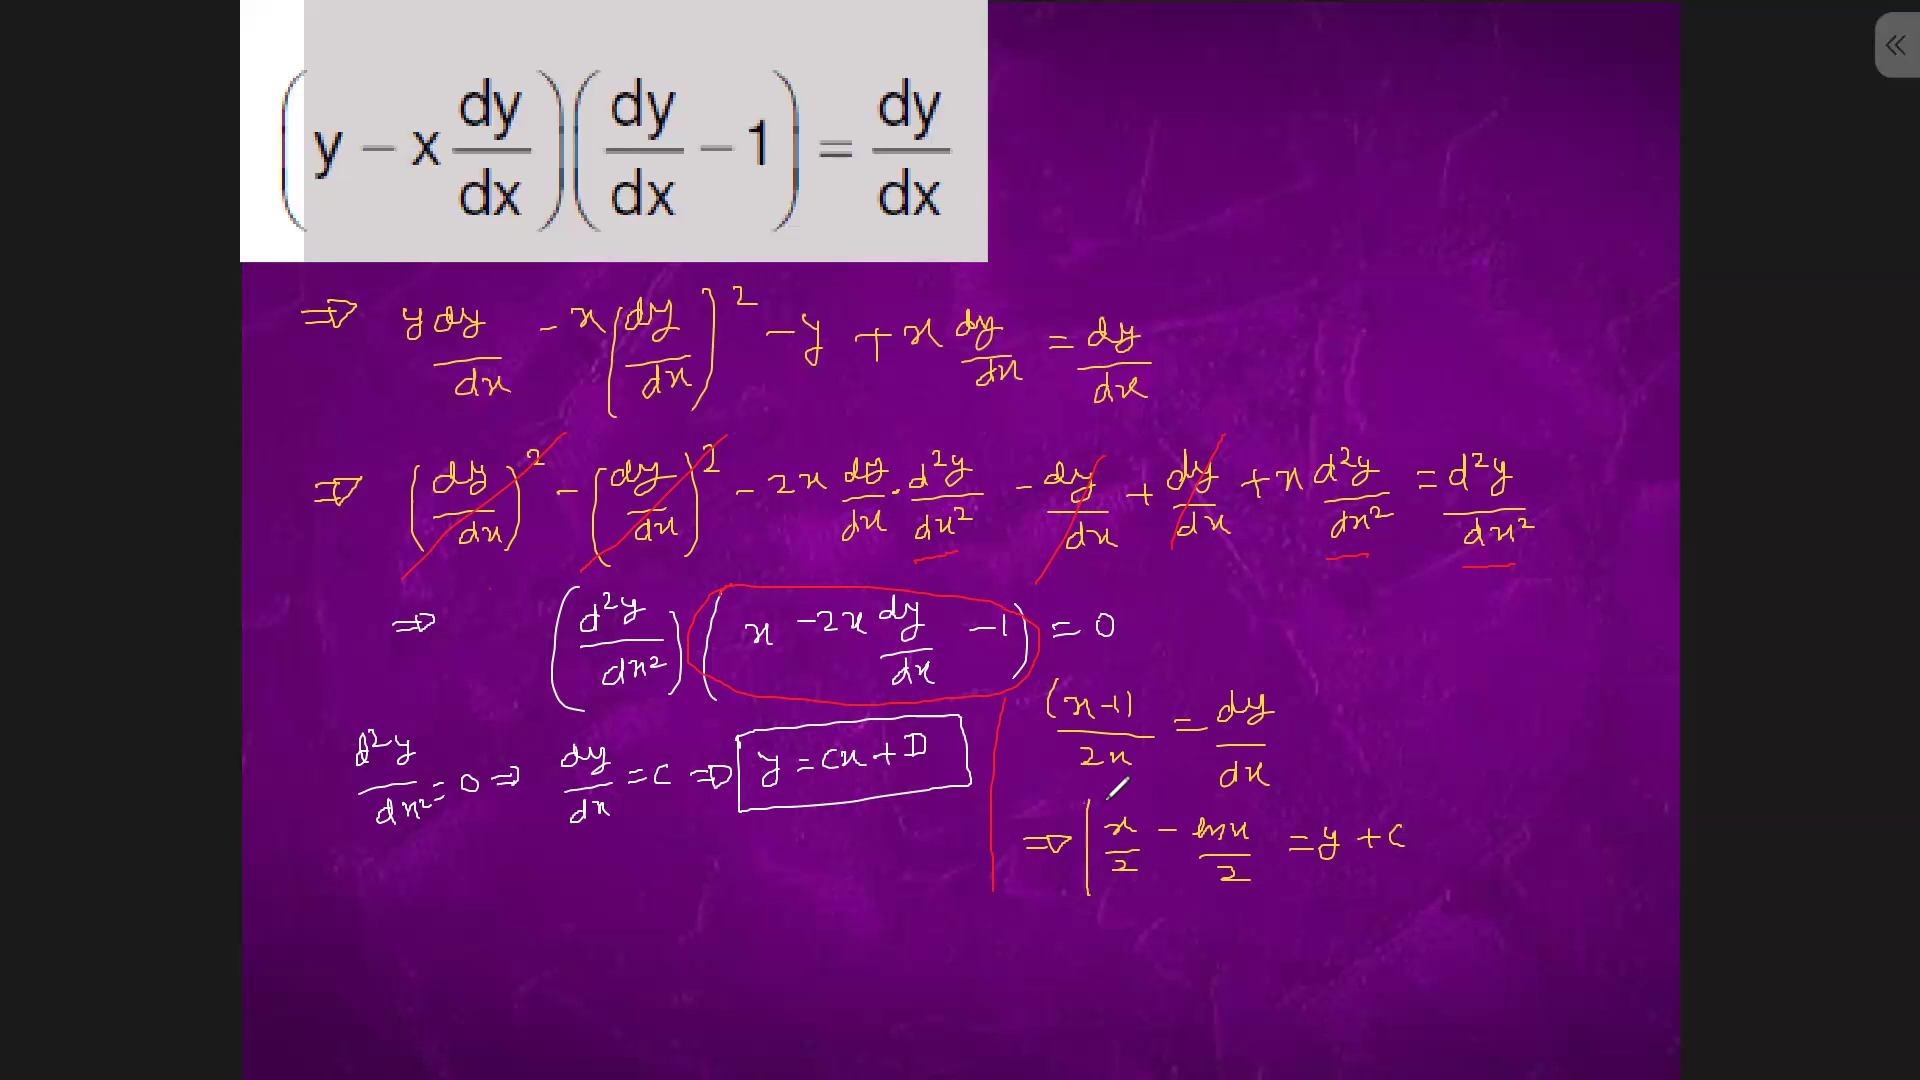 (y − x dy/dx)(dy/dx − 1) = dy/dx
⇒ y dy/dx − x(dy/dx)² − y + x dy/dx = dy/dx
⇒ (dy/dx)² − (dy/dx)² − 2x dy/dx · d²y/dx² − dy/dx + dy/dx + x d²y/dx² = d²y/dx²
⇒ (d²y/dx²)(x − 2x dy/dx − 1) = 0
d²y/dx² = 0 ⇒ dy/dx = C ⇒ y = Cx + D
(x−1)/2x = dy/dx
⇒ x/2 − lnx/2 = y + C